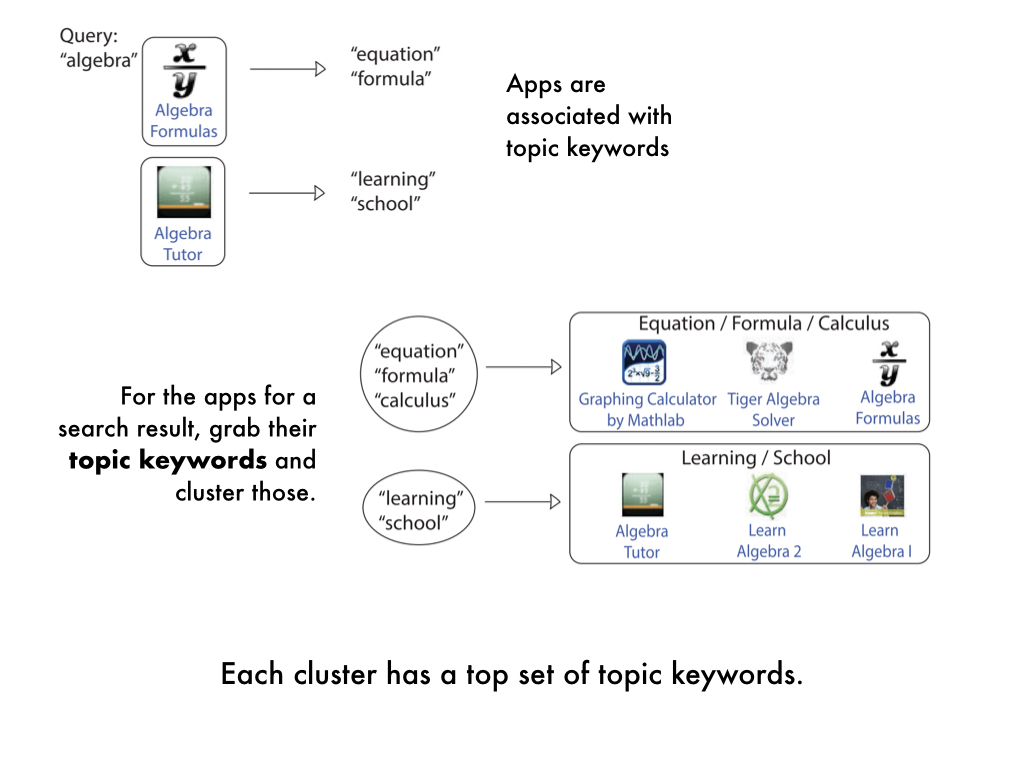 Query:
“algebra”
x
y
Algebra
Formulas
“equation”
“formula”
Apps are
associated with
topic keywords
Algebra
Tutor
“learning”
“school”
For the apps for a
search result, grab their
topic keywords and
cluster those.
“equation”
“formula”
“calculus”
Equation / Formula / Calculus
Graphing Calculator
by Mathlab
Tiger Algebra
Solver
x
y
Algebra
Formulas
“learning”
“school”
Learning / School
Algebra
Tutor
Learn
Algebra 2
Learn
Algebra I
Each cluster has a top set of topic keywords.